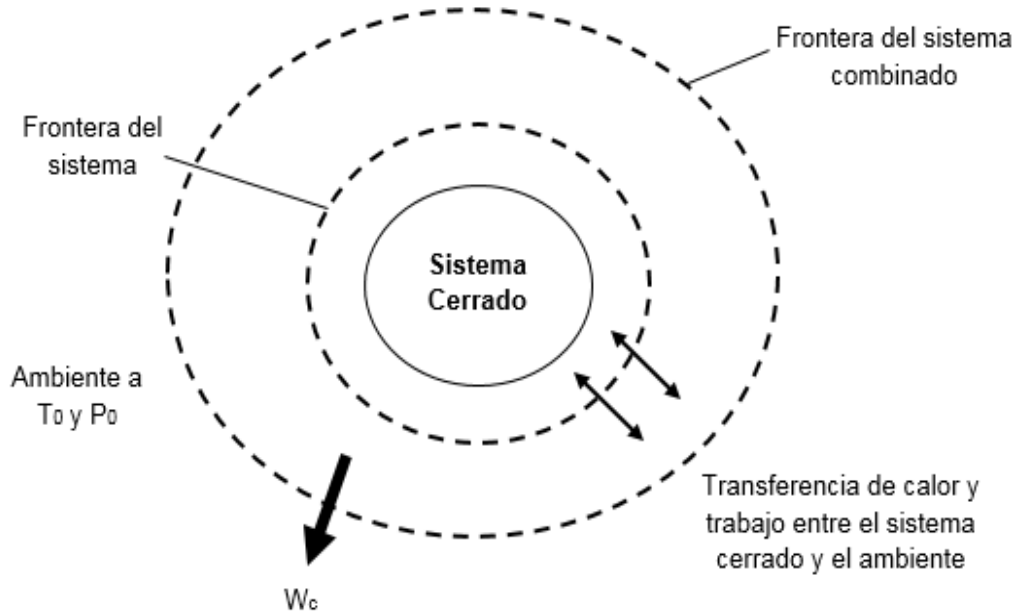 Frontera del sistema
combinado
Frontera del
sistema
Sistema
Cerrado
Ambiente a
T0 y P0
Transferencia de calor y
trabajo entre el sistema
cerrado y el ambiente
Wc